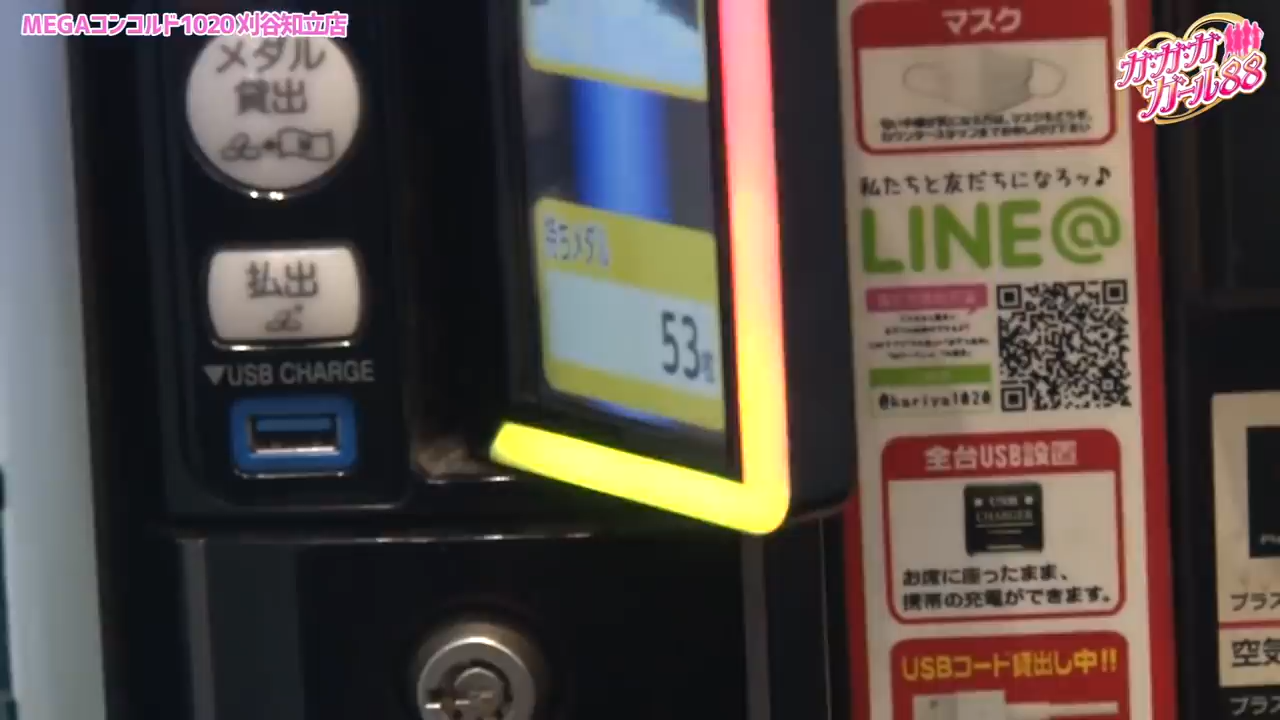 MEGAコンコルド1020刈谷知立店
ガ・ガ・ガ
ガール88
メダル
貸出
払出
▼USB CHARGE
持ちメダル
53枚
マスク
私たちと友だちになろッ♪
LINE@
@kariya1020
全台USB設置
USB
CHARGER
お席に座ったまま、
携帯の充電ができます。
USBコード貸出し中!!
プラズ
空気
プラズ